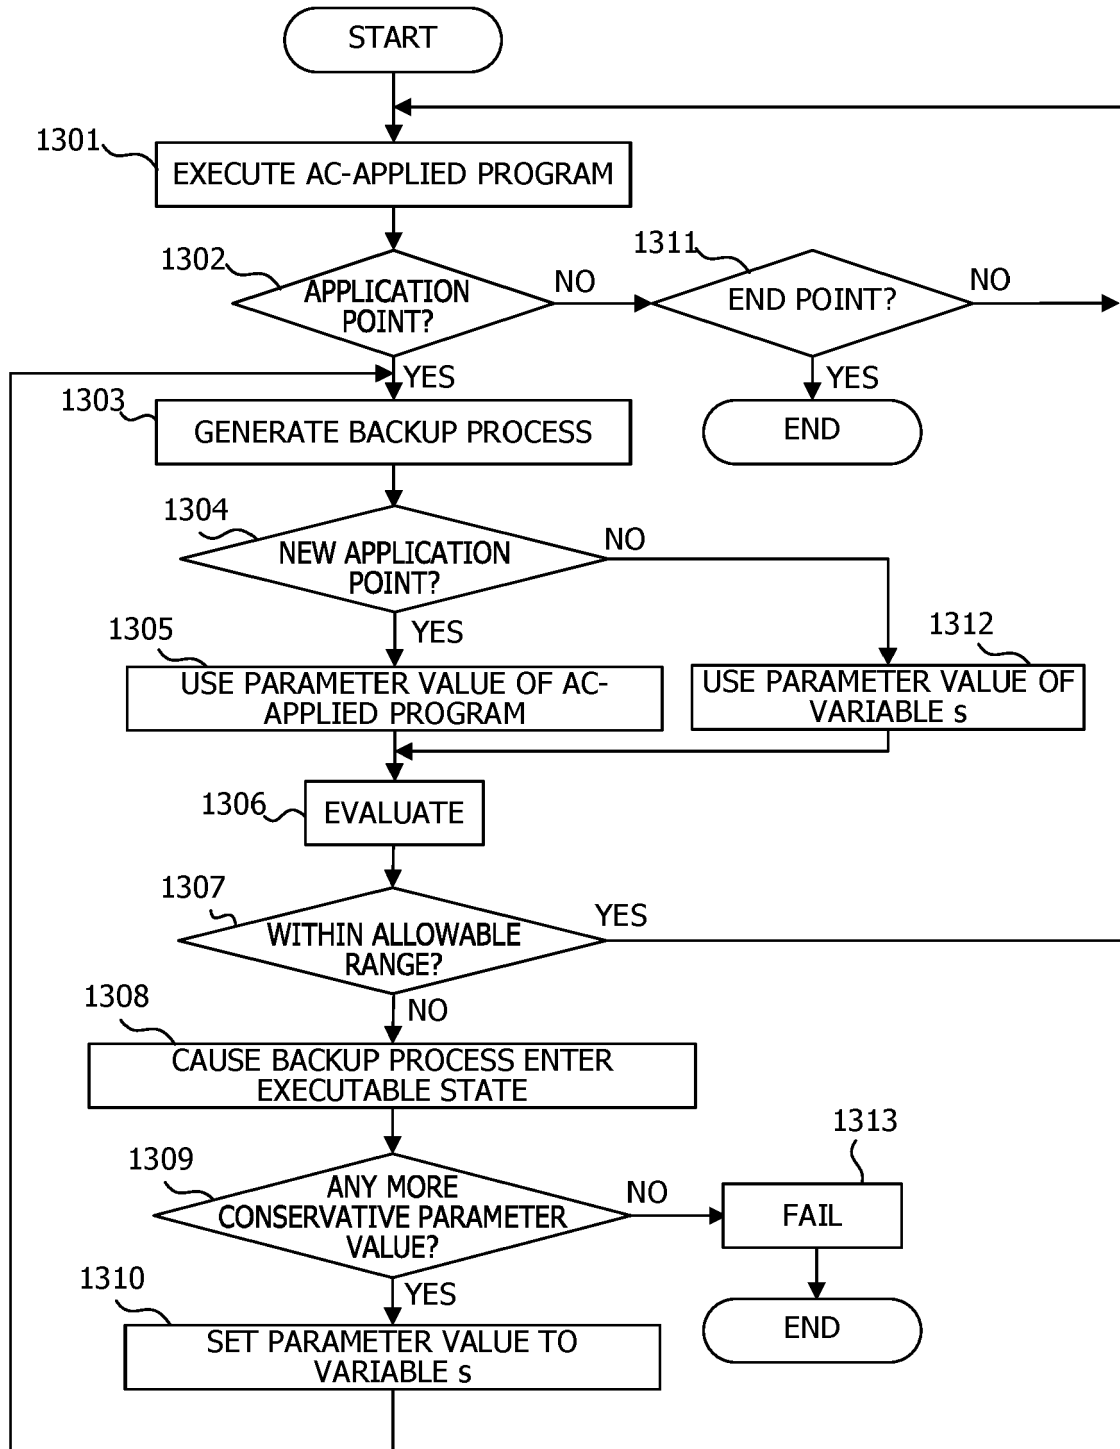 START
1301
EXECUTE AC-APPLIED PROGRAM
1302
APPLICATION
POINT?
NO
1311
END POINT?
NO
YES
YES
END
1303
GENERATE BACKUP PROCESS
1304
NEW APPLICATION
POINT?
NO
YES
1305
USE PARAMETER VALUE OF AC-
APPLIED PROGRAM
1312
USE PARAMETER VALUE OF
VARIABLE s
1306
EVALUATE
1307
WITHIN ALLOWABLE
RANGE?
YES
NO
1308
CAUSE BACKUP PROCESS ENTER
EXECUTABLE STATE
1309
ANY MORE
CONSERVATIVE PARAMETER
VALUE?
NO
1313
FAIL
END
YES
1310
SET PARAMETER VALUE TO
VARIABLE s